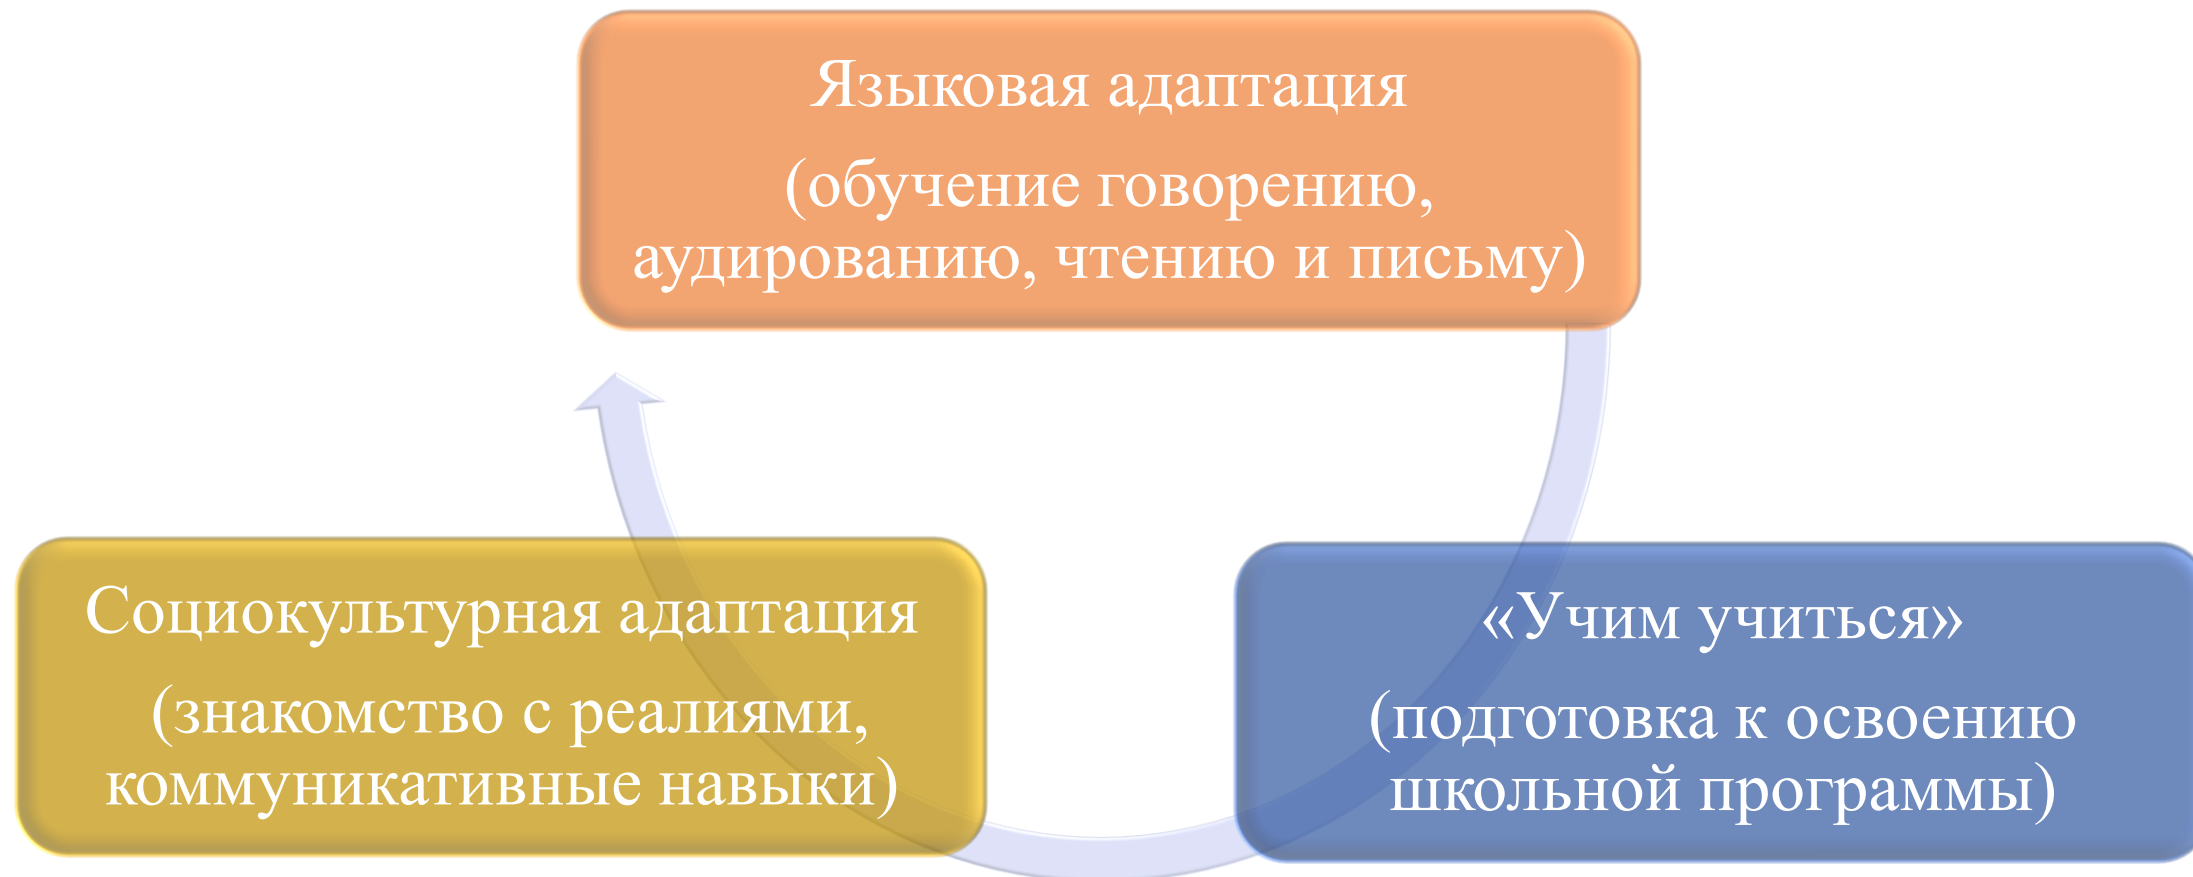 Языковая адаптация
(обучение говорению,
аудированию, чтению и письму)
Социокультурная адаптация
(знакомство с реалиями,
коммуникативные навыки)
«Учим учиться»
(подготовка к освоению
школьной программы)